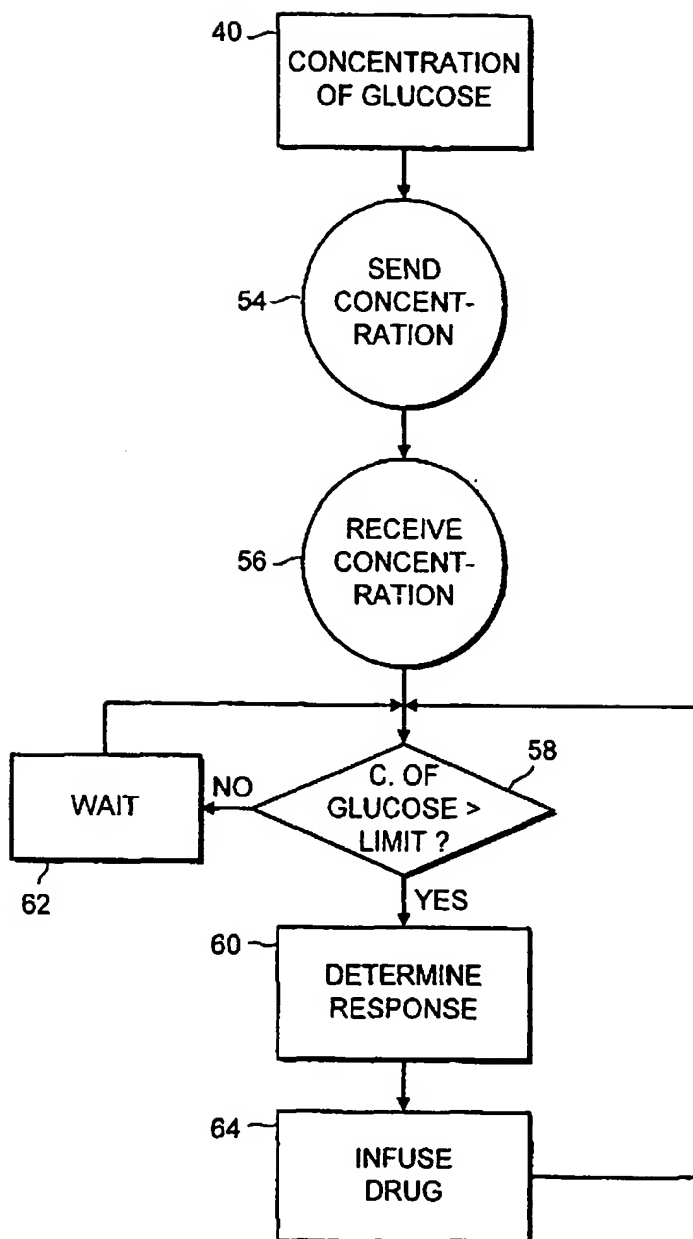 40
CONCENTRATION
OF GLUCOSE
54
SEND
CONCENT-
RATION
56
RECEIVE
CONCENT-
RATION
58
C. OF
GLUCOSE >
LIMIT ?
NO
WAIT
62
YES
60
DETERMINE
RESPONSE
64
INFUSE
DRUG